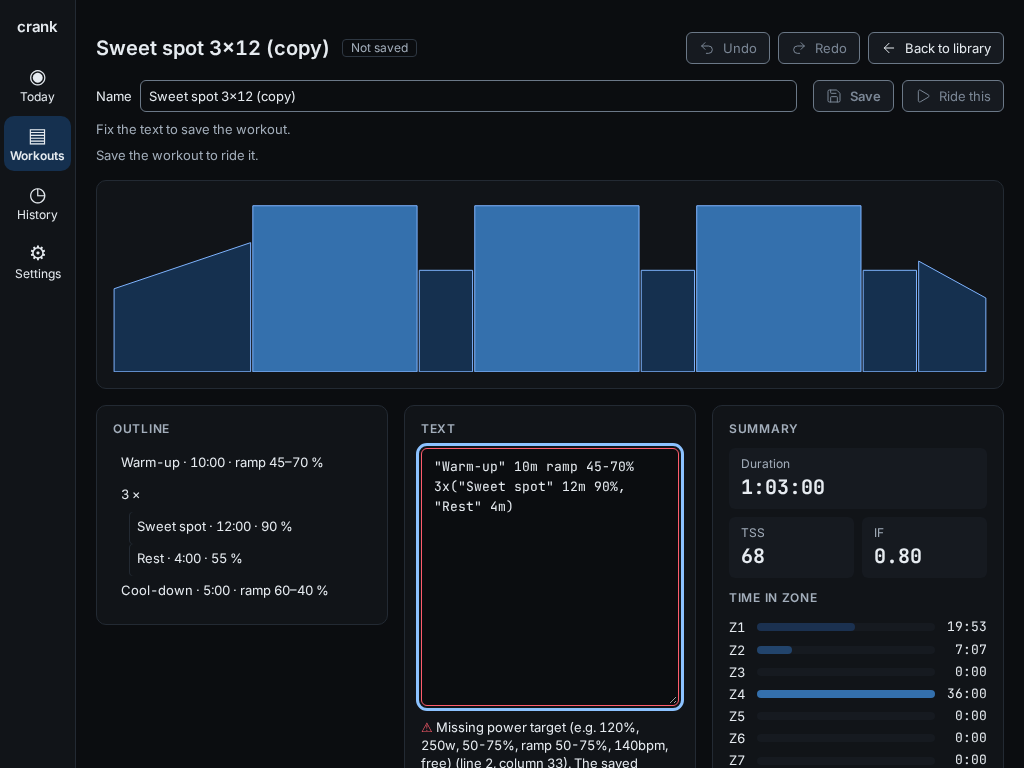 crank
Today
Workouts
History
Settings
Sweet spot 3×12 (copy)
Not saved
Undo
Redo
Back to library
Name
Sweet spot 3×12 (copy)
Save
Ride this
Fix the text to save the workout.
Save the workout to ride it.
OUTLINE
Warm-up · 10:00 · ramp 45–70 %
3 ×
Sweet spot · 12:00 · 90 %
Rest · 4:00 · 55 %
Cool-down · 5:00 · ramp 60–40 %
TEXT
"Warm-up" 10m ramp 45-70%
3x("Sweet spot" 12m 90%,
"Rest" 4m)
⚠ Missing power target (e.g. 120%,
250w, 50-75%, ramp 50-75%, 140bpm,
free) (line 2, column 33). The saved
SUMMARY
Duration
1:03:00
TSS
68
IF
0.80
TIME IN ZONE
Z1 19:53
Z2 7:07
Z3 0:00
Z4 36:00
Z5 0:00
Z6 0:00
Z7 0:00